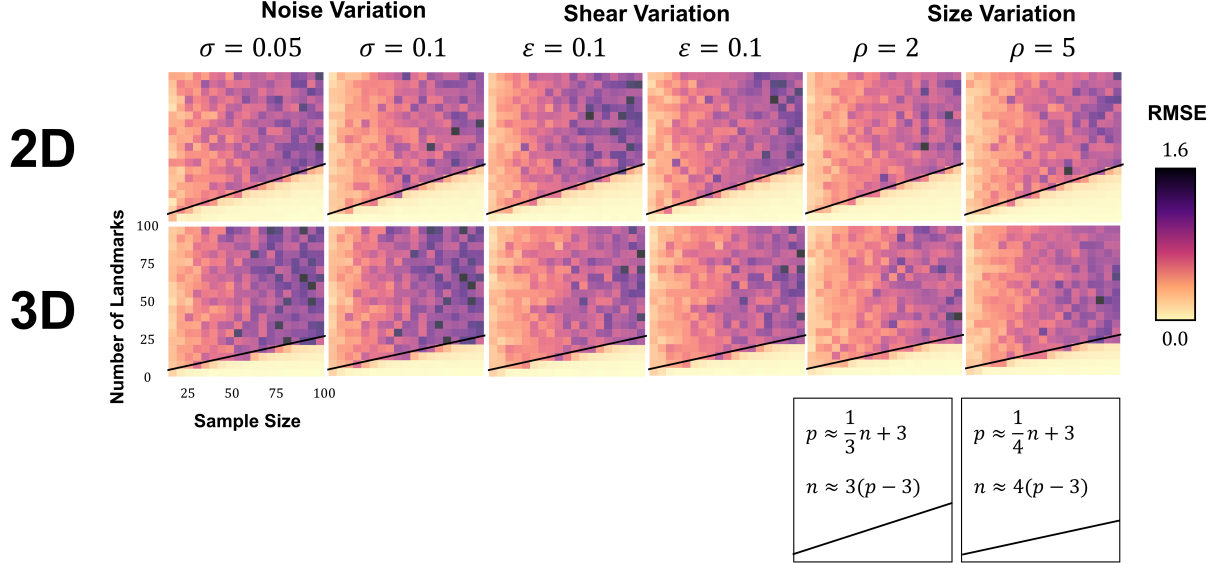 Noise Variation
Shear Variation
Size Variation
σ = 0.05
σ = 0.1
ε = 0.1
ε = 0.1
ρ = 2
ρ = 5
2D
3D
RMSE
1.6
0.0
Number of Landmarks
100
75
50
25
0
25 50 75 100
Sample Size
p ≈ 1/3 n + 3
n ≈ 3(p − 3)
p ≈ 1/4 n + 3
n ≈ 4(p − 3)